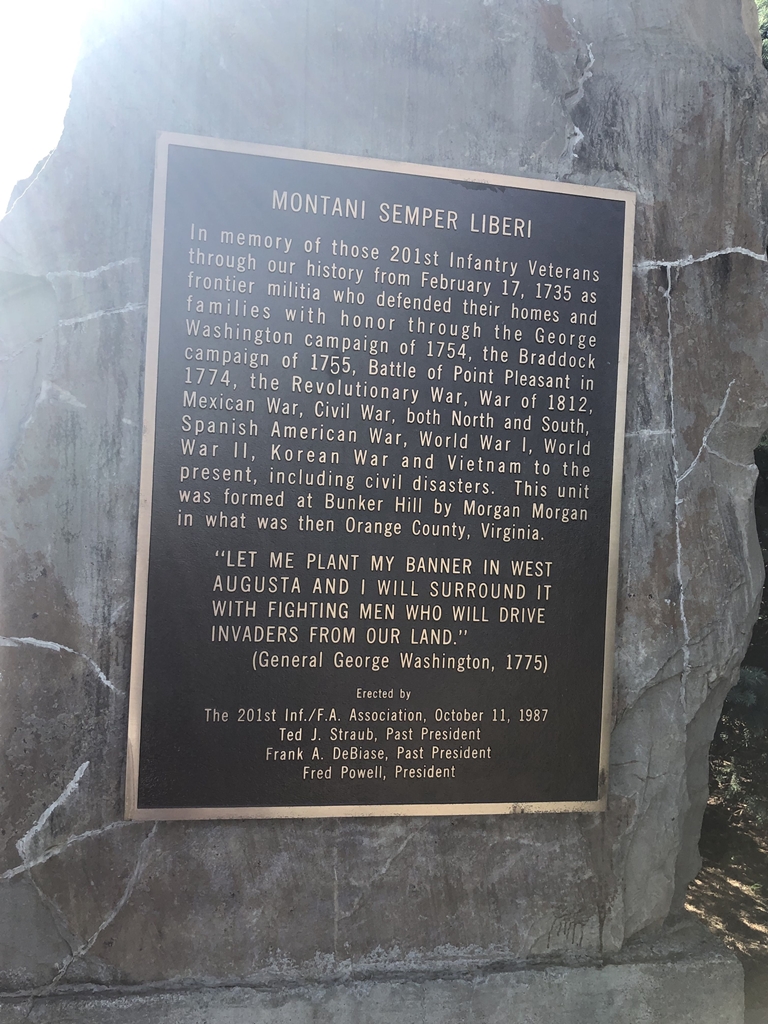 MONTANI SEMPER LIBERI
In memory of those 201st Infantry Veterans
through our history from February 17, 1735 as
frontier militia who defended their homes and
families with honor through the George
Washington campaign of 1754, the Braddock
campaign of 1755, Battle of Point Pleasant in
1774, the Revolutionary War, War of 1812,
Mexican War, Civil War, both North and South,
Spanish American War, World War I, World
War II, Korean War and Vietnam to the
present, including civil disasters. This unit
was formed at Bunker Hill by Morgan Morgan
in what was then Orange County, Virginia.
“LET ME PLANT MY BANNER IN WEST
AUGUSTA AND I WILL SURROUND IT
WITH FIGHTING MEN WHO WILL DRIVE
INVADERS FROM OUR LAND.”
(General George Washington, 1775)
Erected by
The 201st Inf./F.A. Association, October 11, 1987
Ted J. Straub, Past President
Frank A. DeBiase, Past President
Fred Powell, President